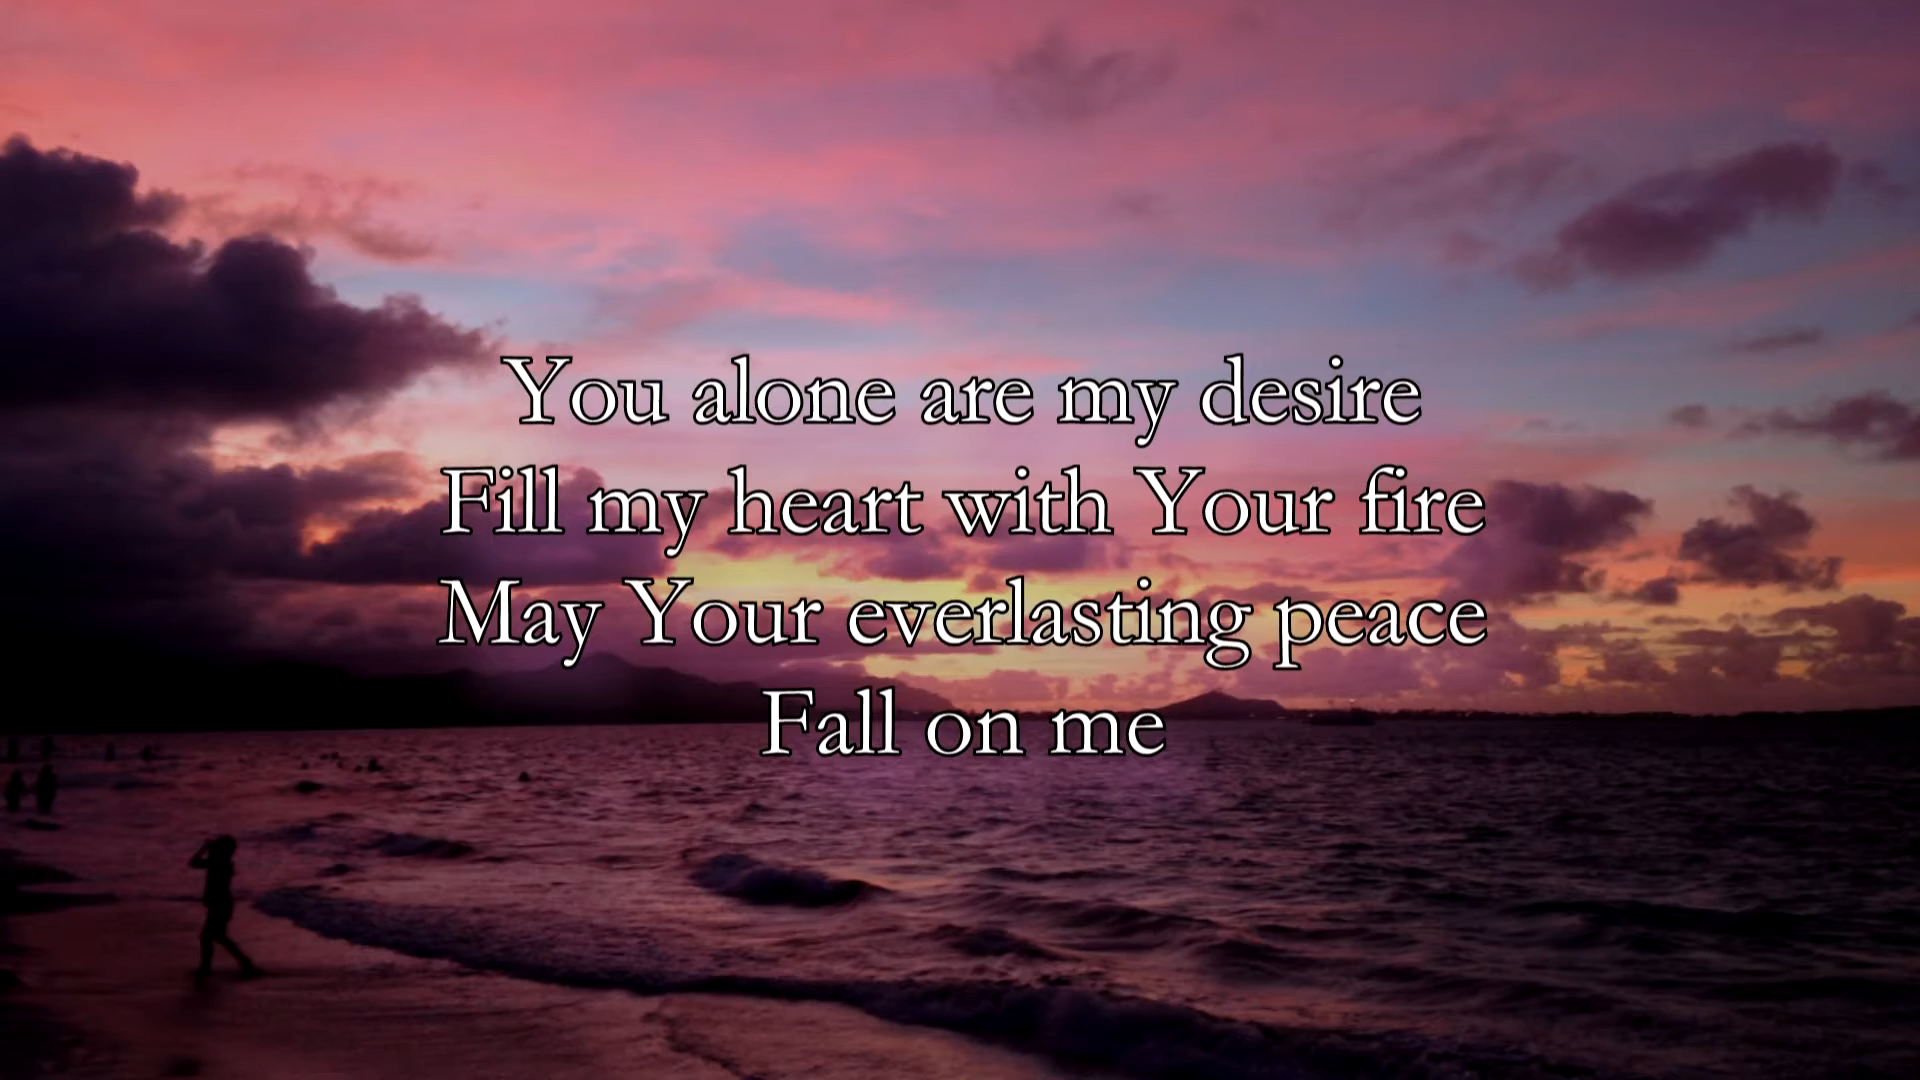 You alone are my desire
Fill my heart with Your fire
May Your everlasting peace
Fall on me